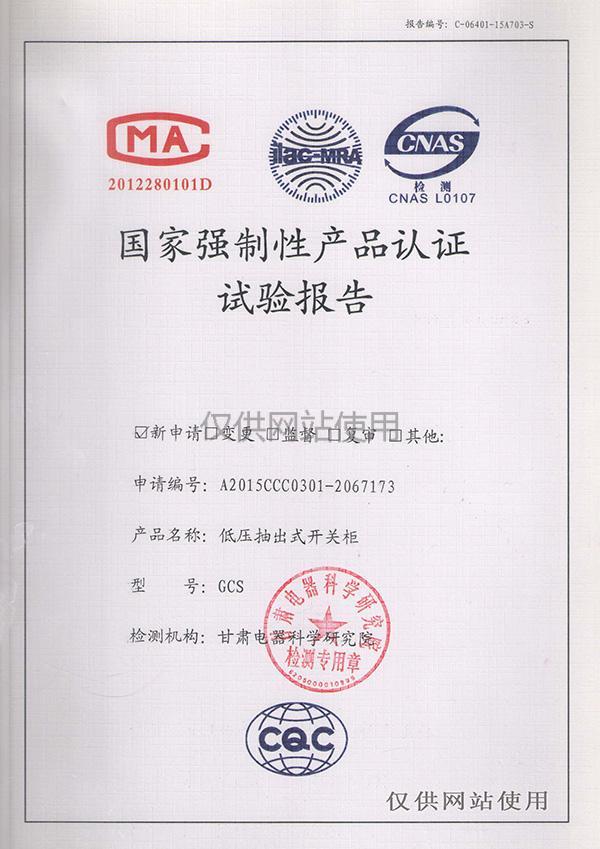 报告编号: C-06401-15A703-S
CMA
2012280101D
ilac-MRA
CNAS
检 测
CNAS L0107
国家强制性产品认证
试验报告
仅供网站使用
☑新申请□变更□监督□复审□其他:
申请编号: A2015CCC0301-2067173
产品名称: 低压抽出式开关柜
型 号: GCS
检测机构: 甘肃电器科学研究院
甘肃电器科学研究院
检测专用章
CQC
仅供网站使用